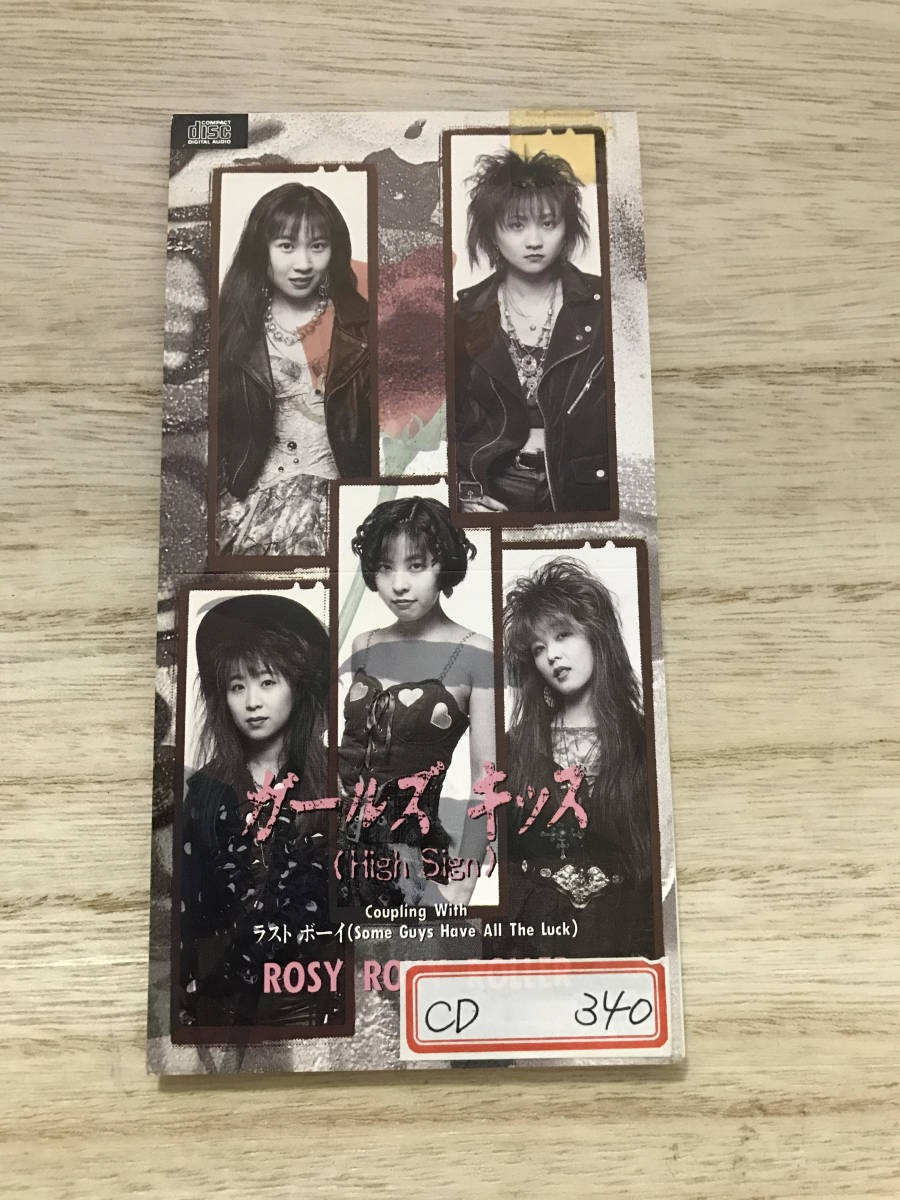 COMPACT
disc
DIGITAL AUDIO
ガールズ キッス
(High Sign)
Coupling With
ラスト ボーイ(Some Guys Have All The Luck)
ROSY RO ROLLER
CD 340